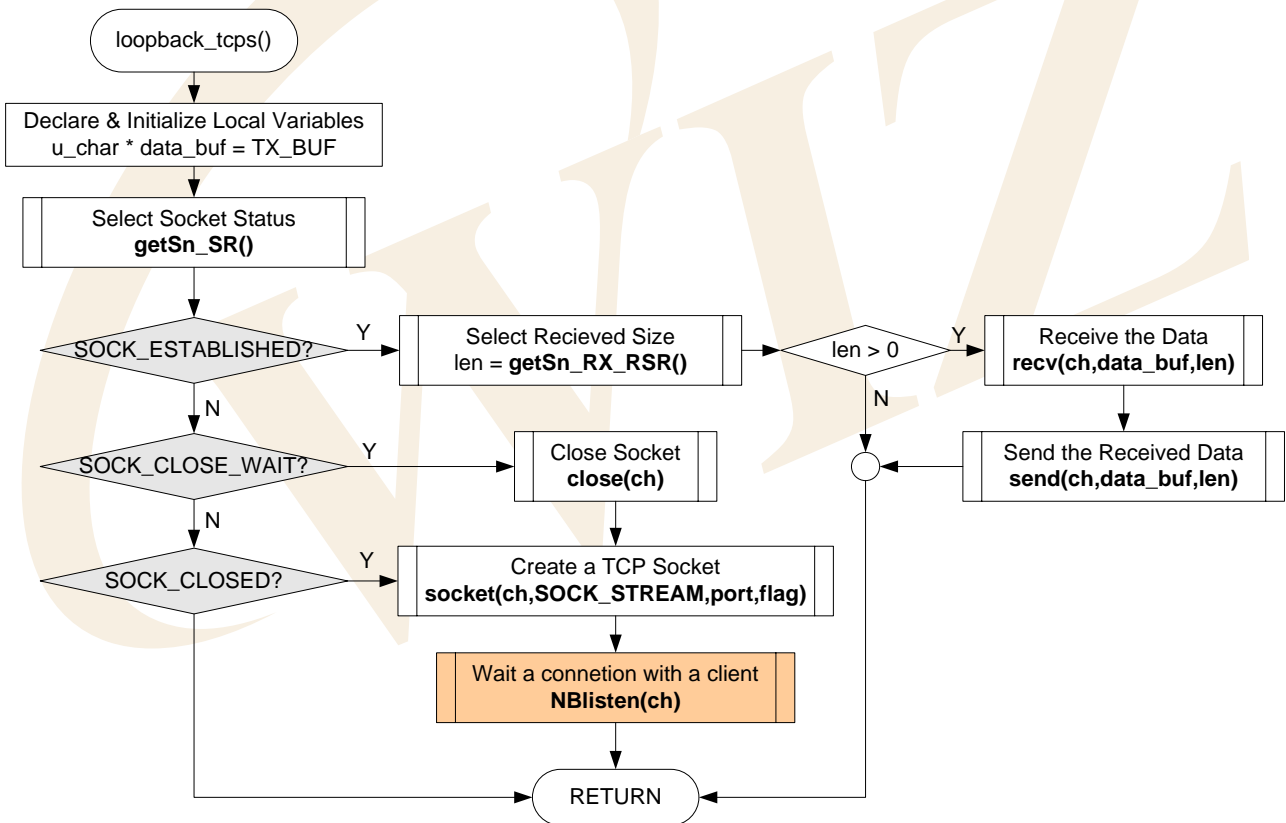 loopback_tcps()
Declare & Initialize Local Variables
u_char * data_buf = TX_BUF
Select Socket Status
getSn_SR()
SOCK_ESTABLISHED?
Y
Select Recieved Size
len = getSn_RX_RSR()
len > 0
Y
Receive the Data
recv(ch,data_buf,len)
N
N
SOCK_CLOSE_WAIT?
Y
Close Socket
close(ch)
Send the Received Data
send(ch,data_buf,len)
N
SOCK_CLOSED?
Y
Create a TCP Socket
socket(ch,SOCK_STREAM,port,flag)
Wait a connetion with a client
NBlisten(ch)
RETURN
WIZ